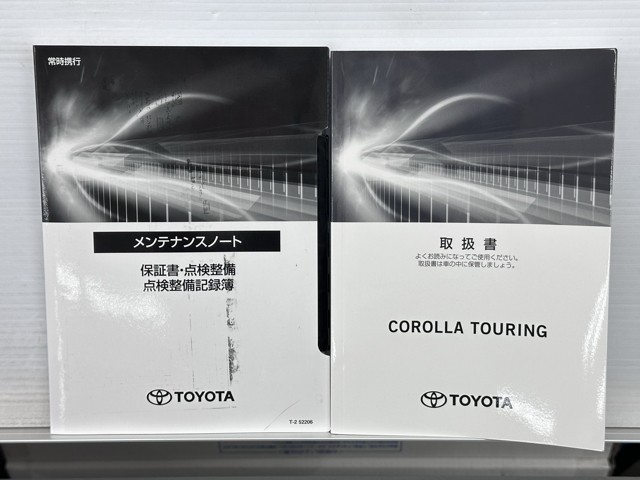 常時携行
メンテナンスノート
保証書・点検整備
点検整備記録簿
TOYOTA
T-2 52206
取扱書
よくお読みになってご使用ください。
取扱書は車の中に保管しましょう。
COROLLA TOURING
TOYOTA